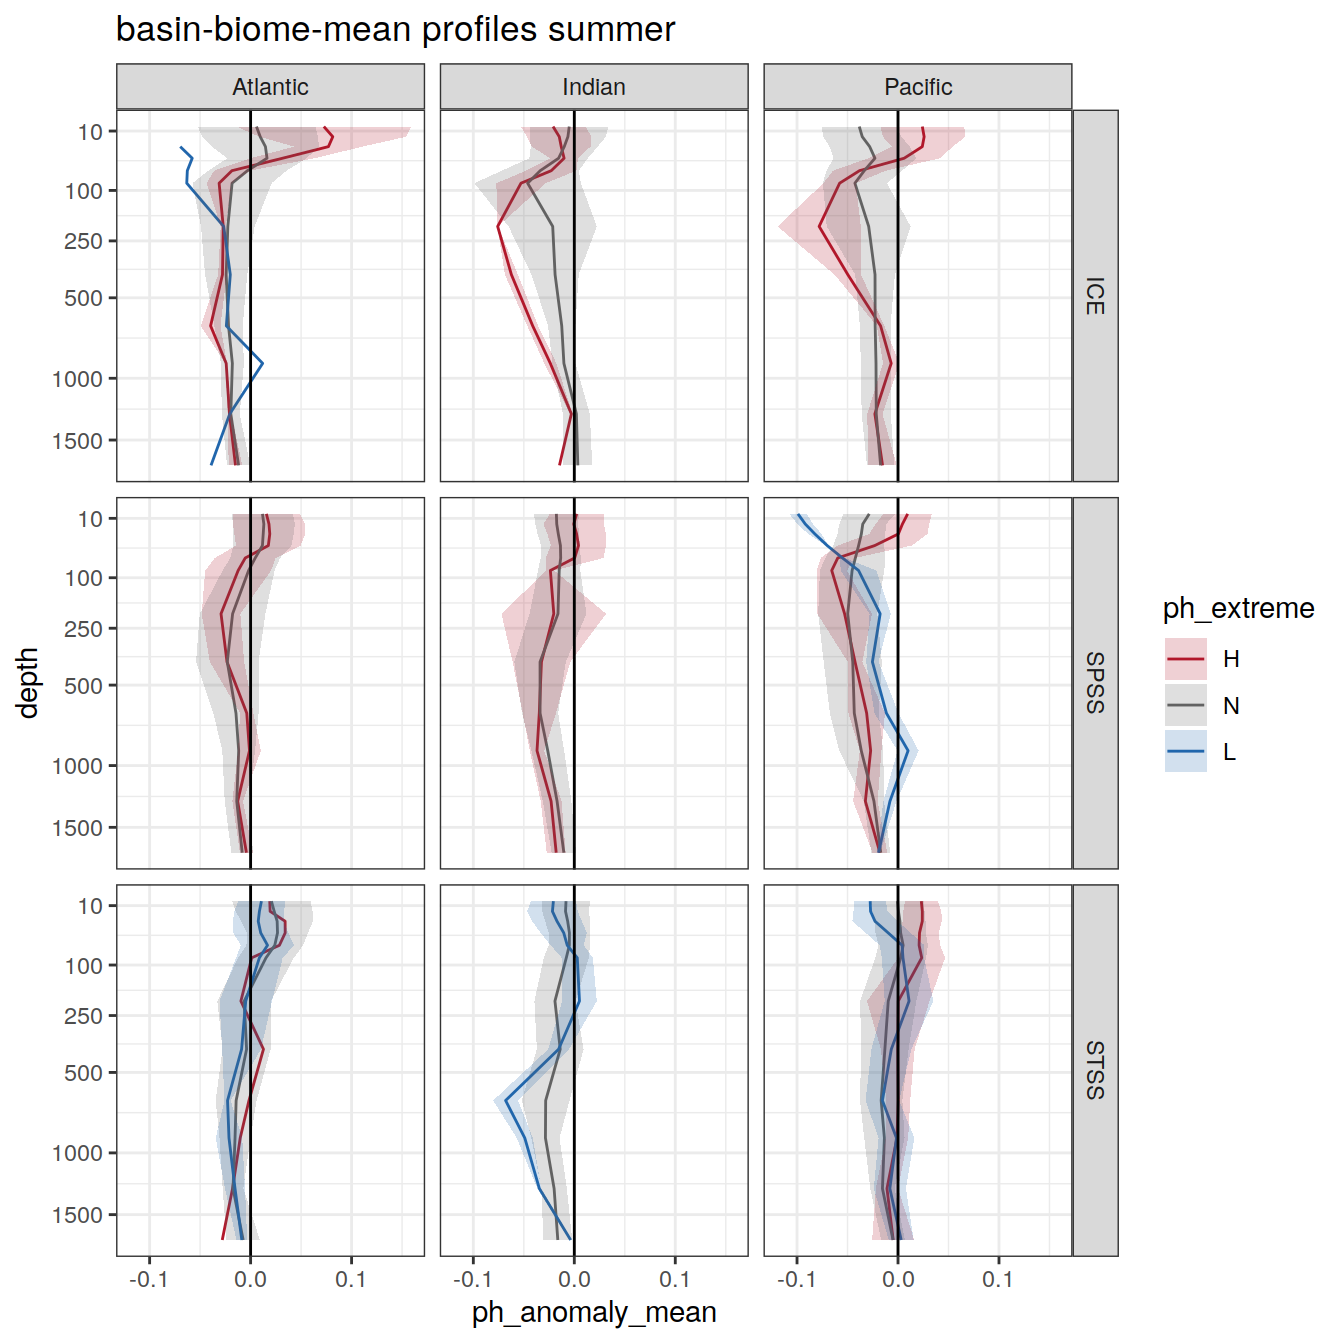 basin-biome-mean profiles summer
Atlantic Indian Pacific
10
100
250
500
1000
1500
ICE
10
100
250
500
1000
1500
SPSS
10
100
250
500
1000
1500
STSS
depth
-0.1 0.0 0.1 -0.1 0.0 0.1 -0.1 0.0 0.1
ph_anomaly_mean
ph_extreme
H
N
L